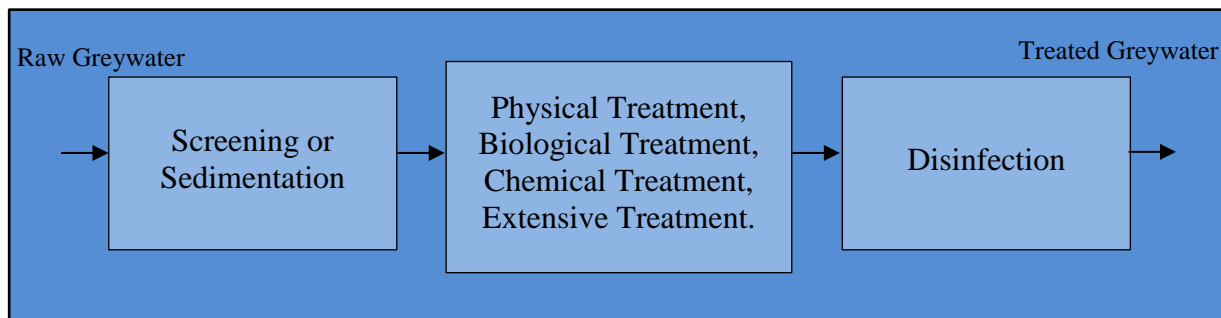 Raw Greywater
Screening or
Sedimentation
Physical Treatment,
Biological Treatment,
Chemical Treatment,
Extensive Treatment.
Disinfection
Treated Greywater